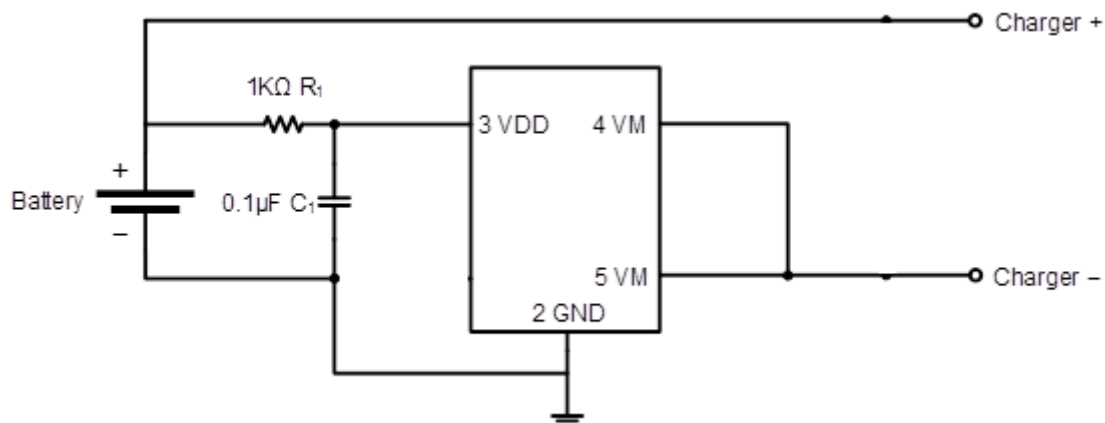 Charger +
1KΩ R₁
3 VDD
4 VM
+
Battery
0.1μF C₁
–
5 VM
Charger –
2 GND